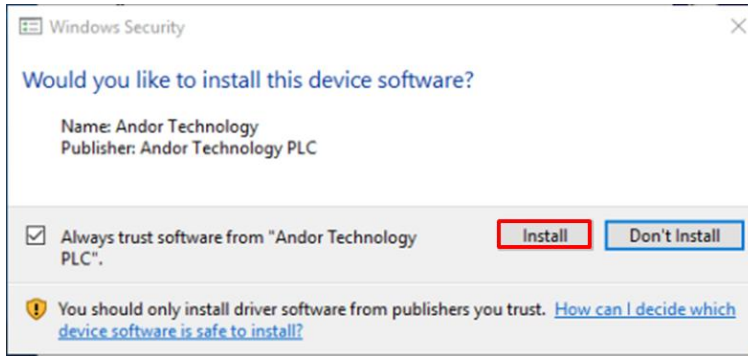 Windows Security
Would you like to install this device software?
Name: Andor Technology
Publisher: Andor Technology PLC
Always trust software from "Andor Technology
PLC".
Install
Don't Install
You should only install driver software from publishers you trust. How can I decide which
device software is safe to install?